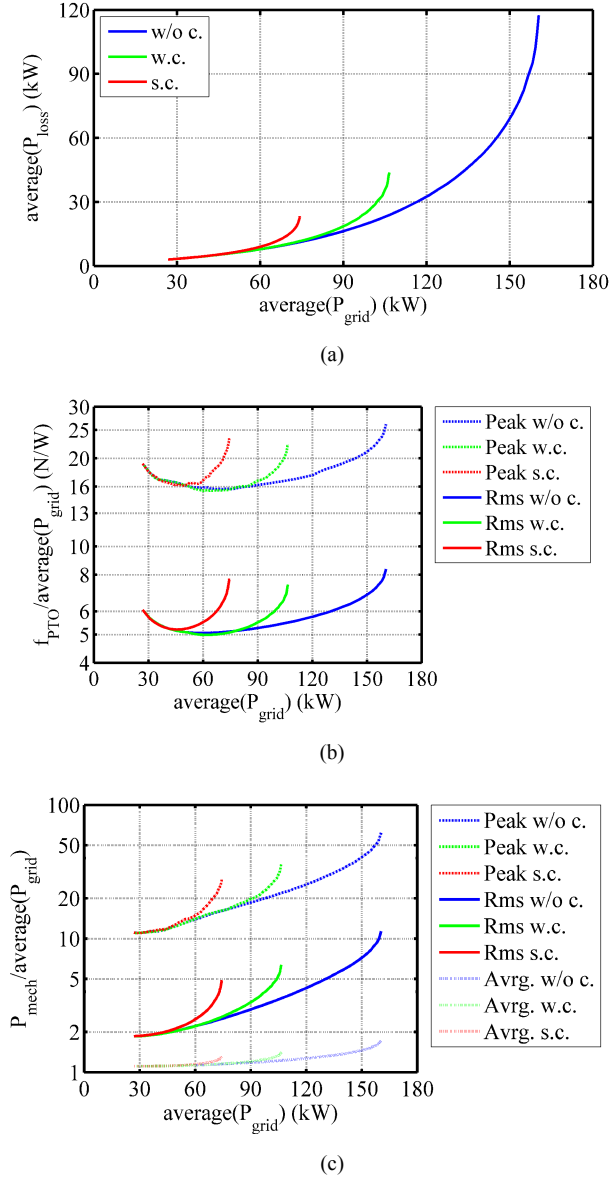 120
90
60
30
0
average(P_loss) (kW)
w/o c.
w.c.
s.c.
0 30 60 90 120 150 180
average(P_grid) (kW)
(a)
30
25
20
16
13
10
8
6
5
4
f_PTO/average(P_grid) (N/W)
0 30 60 90 120 150 180
average(P_grid) (kW)
Peak w/o c.
Peak w.c.
Peak s.c.
Rms w/o c.
Rms w.c.
Rms s.c.
(b)
100
50
20
10
5
2
1
P_mech/average(P_grid)
0 30 60 90 120 150 180
average(P_grid) (kW)
Peak w/o c.
Peak w.c.
Peak s.c.
Rms w/o c.
Rms w.c.
Rms s.c.
Avrg. w/o c.
Avrg. w.c.
Avrg. s.c.
(c)